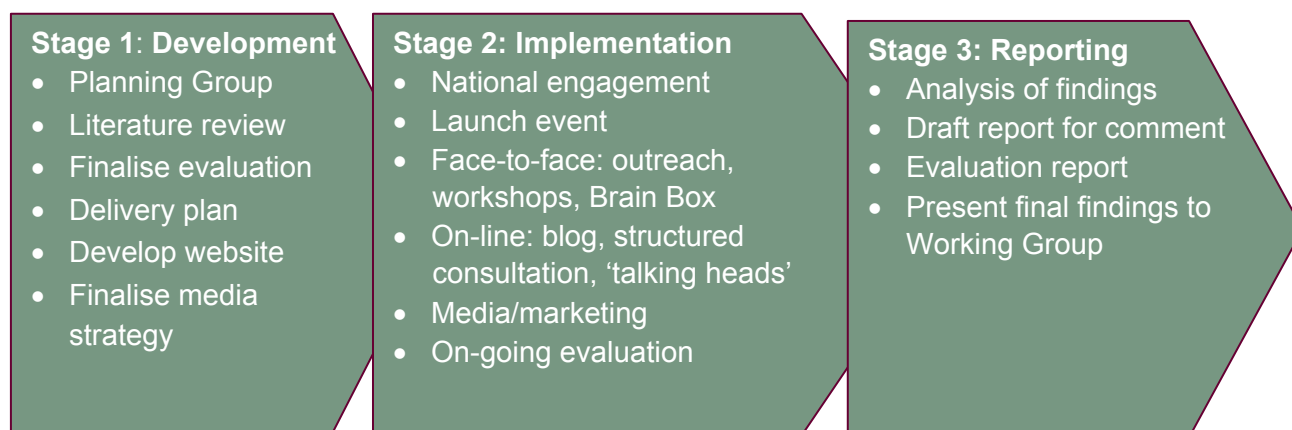 Stage 1: Development
• Planning Group
• Literature review
• Finalise evaluation
• Delivery plan
• Develop website
• Finalise media
strategy
Stage 2: Implementation
• National engagement
• Launch event
• Face-to-face: outreach,
workshops, Brain Box
• On-line: blog, structured
consultation, ‘talking heads’
• Media/marketing
• On-going evaluation
Stage 3: Reporting
• Analysis of findings
• Draft report for comment
• Evaluation report
• Present final findings to
Working Group